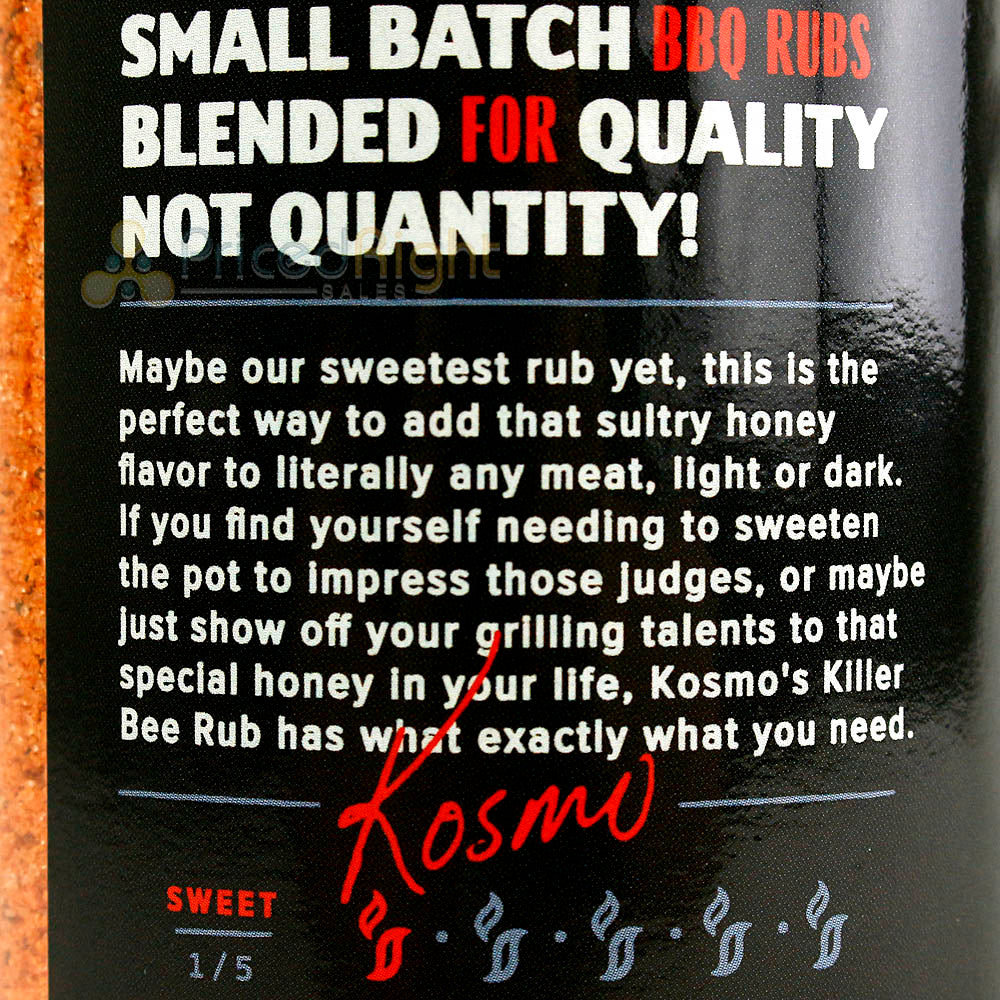 SMALL BATCH BBQ RUBS
BLENDED FOR QUALITY
NOT QUANTITY!
PricedRight
SALES
Maybe our sweetest rub yet, this is the
perfect way to add that sultry honey
flavor to literally any meat, light or dark.
If you find yourself needing to sweeten
the pot to impress those judges, or maybe
just show off your grilling talents to that
special honey in your life, Kosmo's Killer
Bee Rub has what exactly what you need.
Kosmo
SWEET
1/5